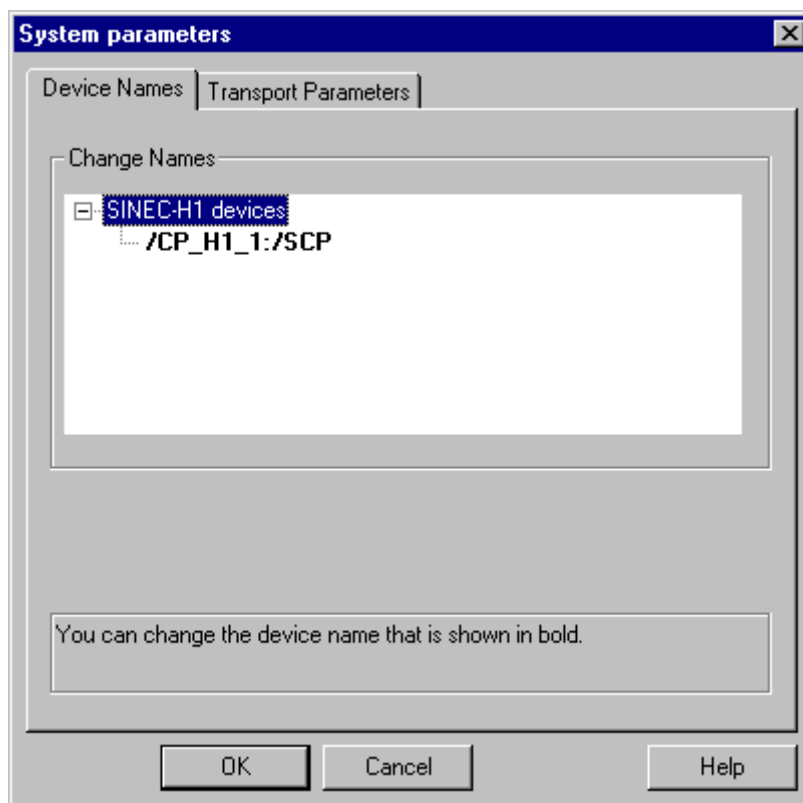 System parameters
Device Names
Transport Parameters
Change Names
SINEC-H1 devices
/CP_H1_1:/SCP
You can change the device name that is shown in bold.
OK
Cancel
Help